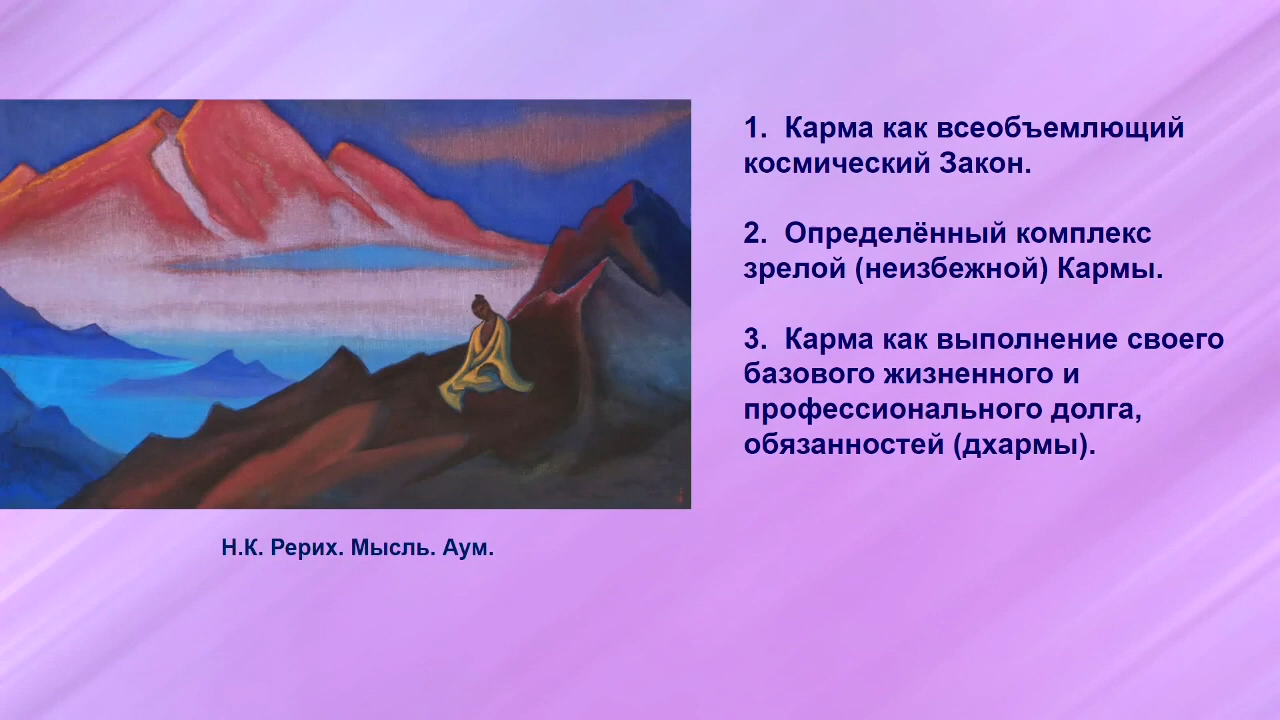 1.  Карма как всеобъемлющий
космический Закон.
2.  Определённый комплекс
зрелой (неизбежной) Кармы.
3.  Карма как выполнение своего
базового жизненного и
профессионального долга,
обязанностей (дхармы).
Н.К. Рерих. Мысль. Аум.